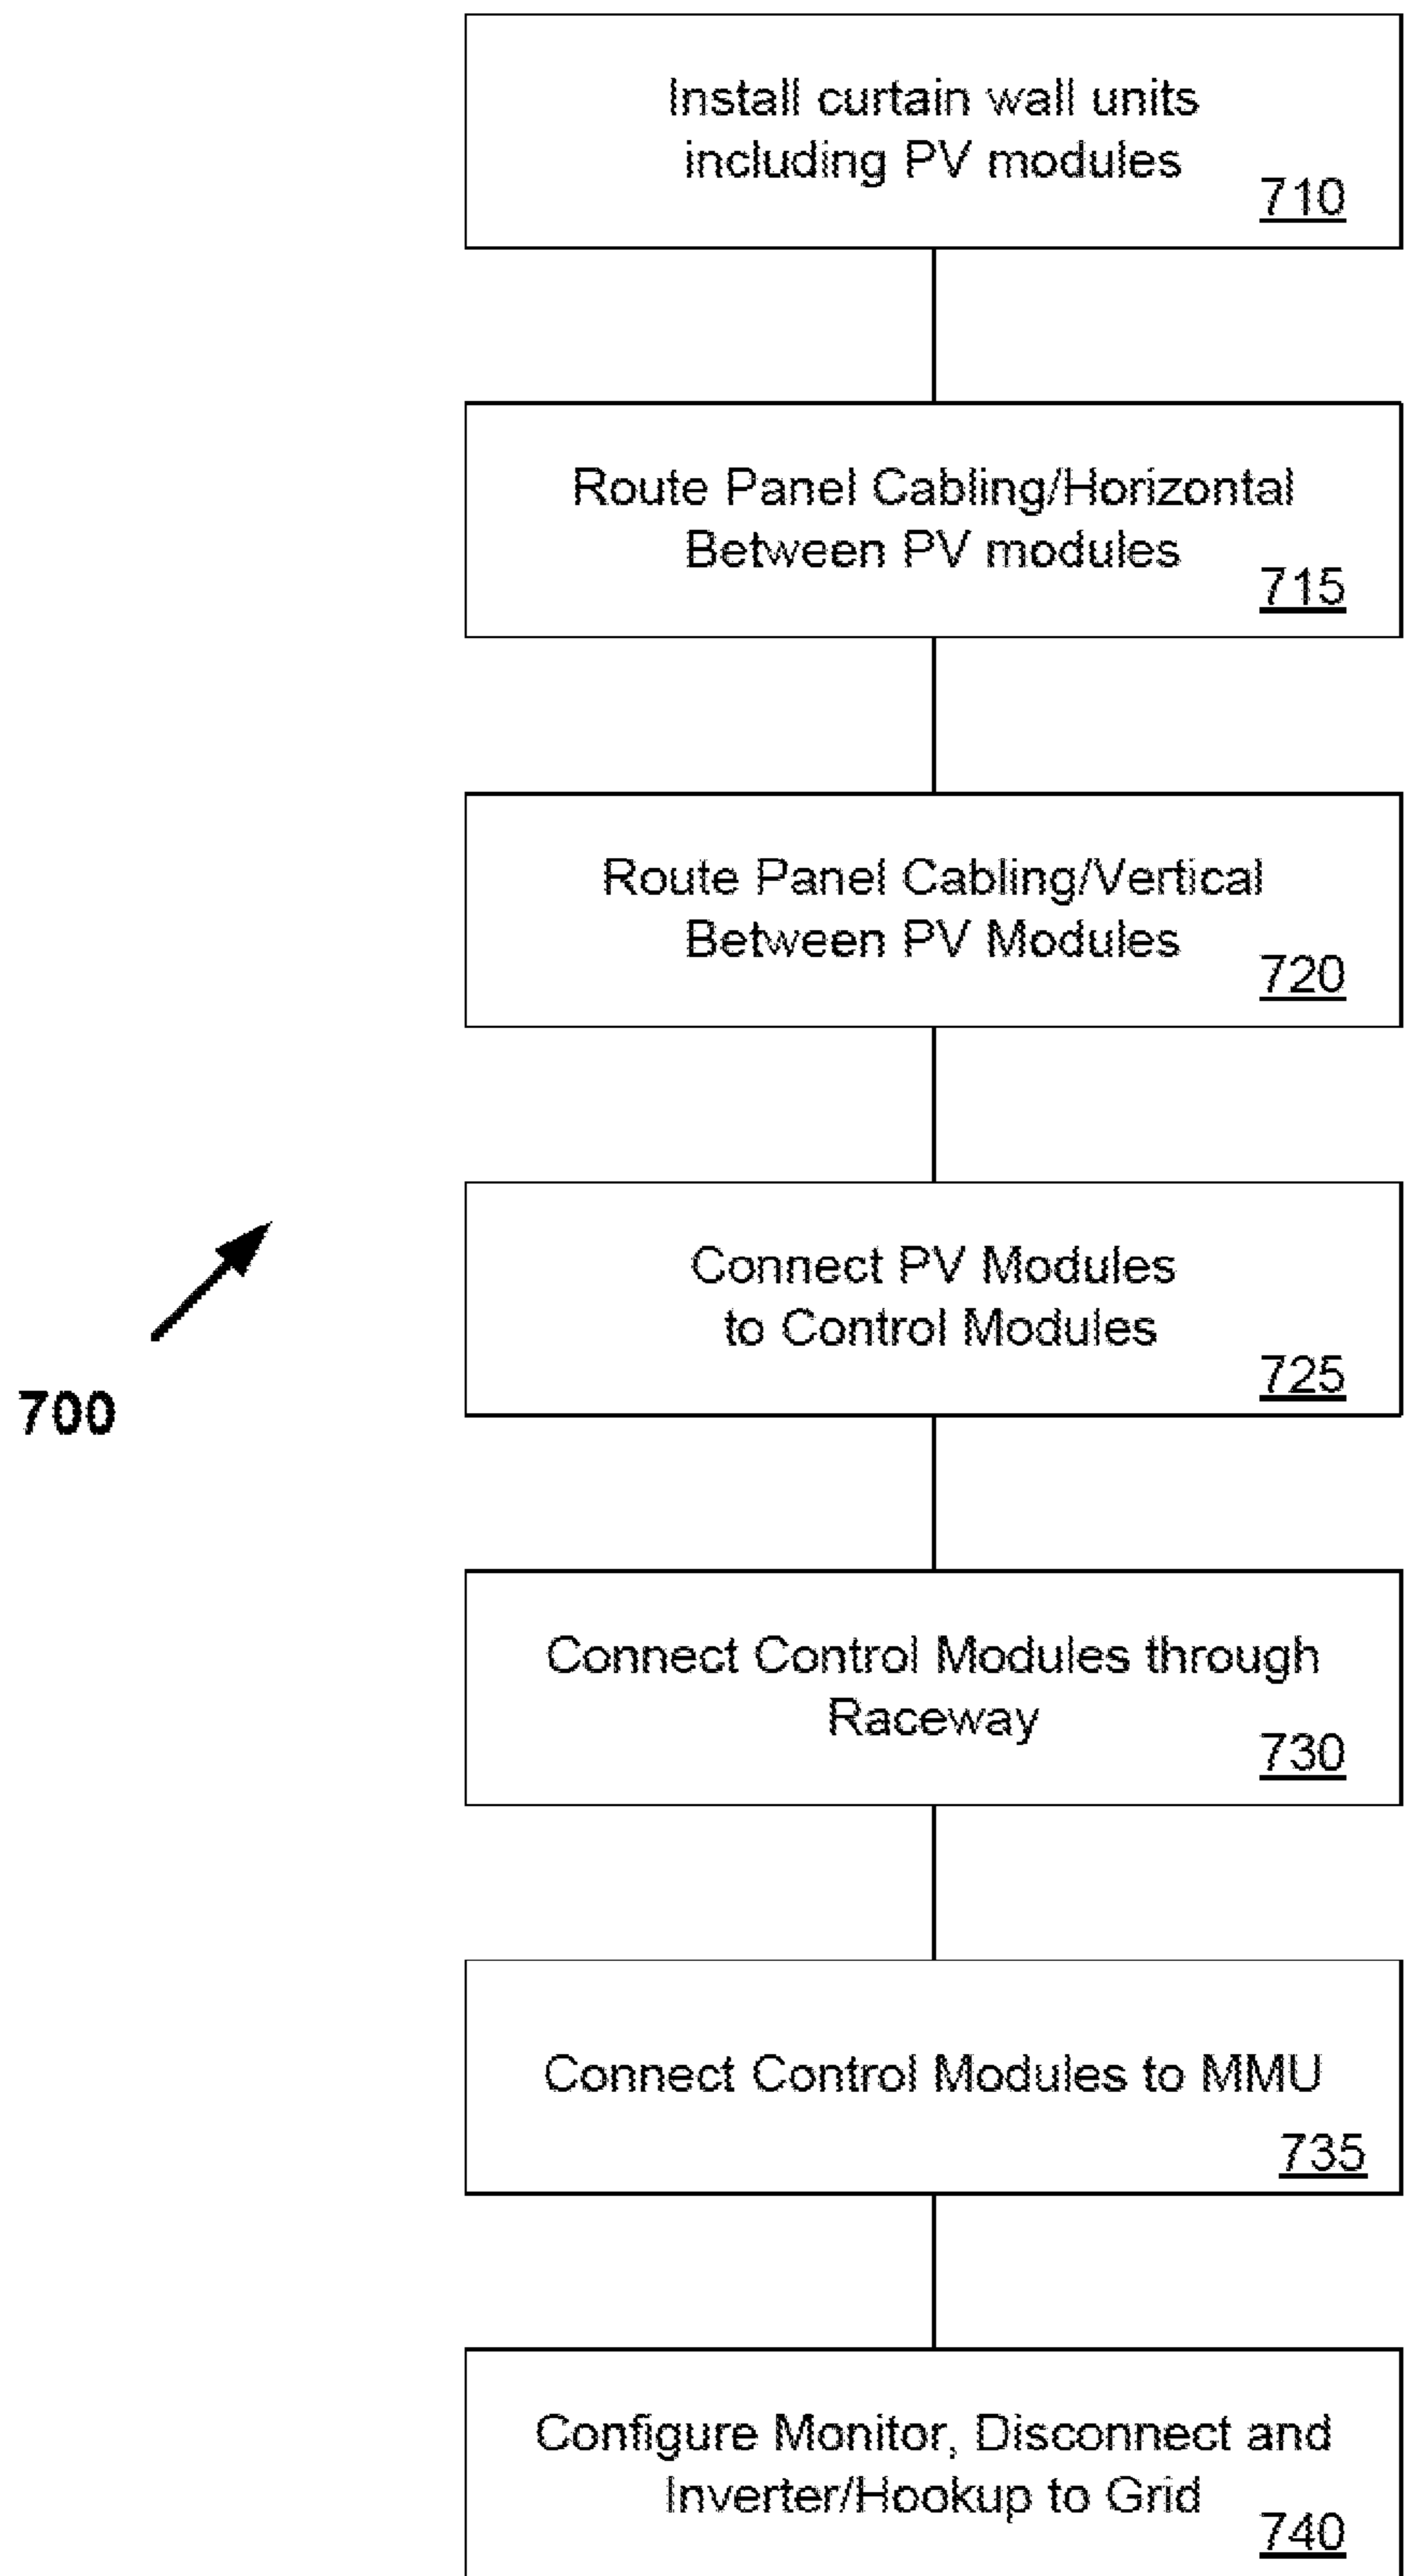 Install curtain wall units
including PV modules
710
Route Panel Cabling/Horizontal
Between PV modules
715
Route Panel Cabling/Vertical
Between PV Modules
720
Connect PV Modules
to Control Modules
725
700
Connect Control Modules through
Raceway
730
Connect Control Modules to MMU
735
Configure Monitor, Disconnect and
Inverter/Hookup to Grid
740